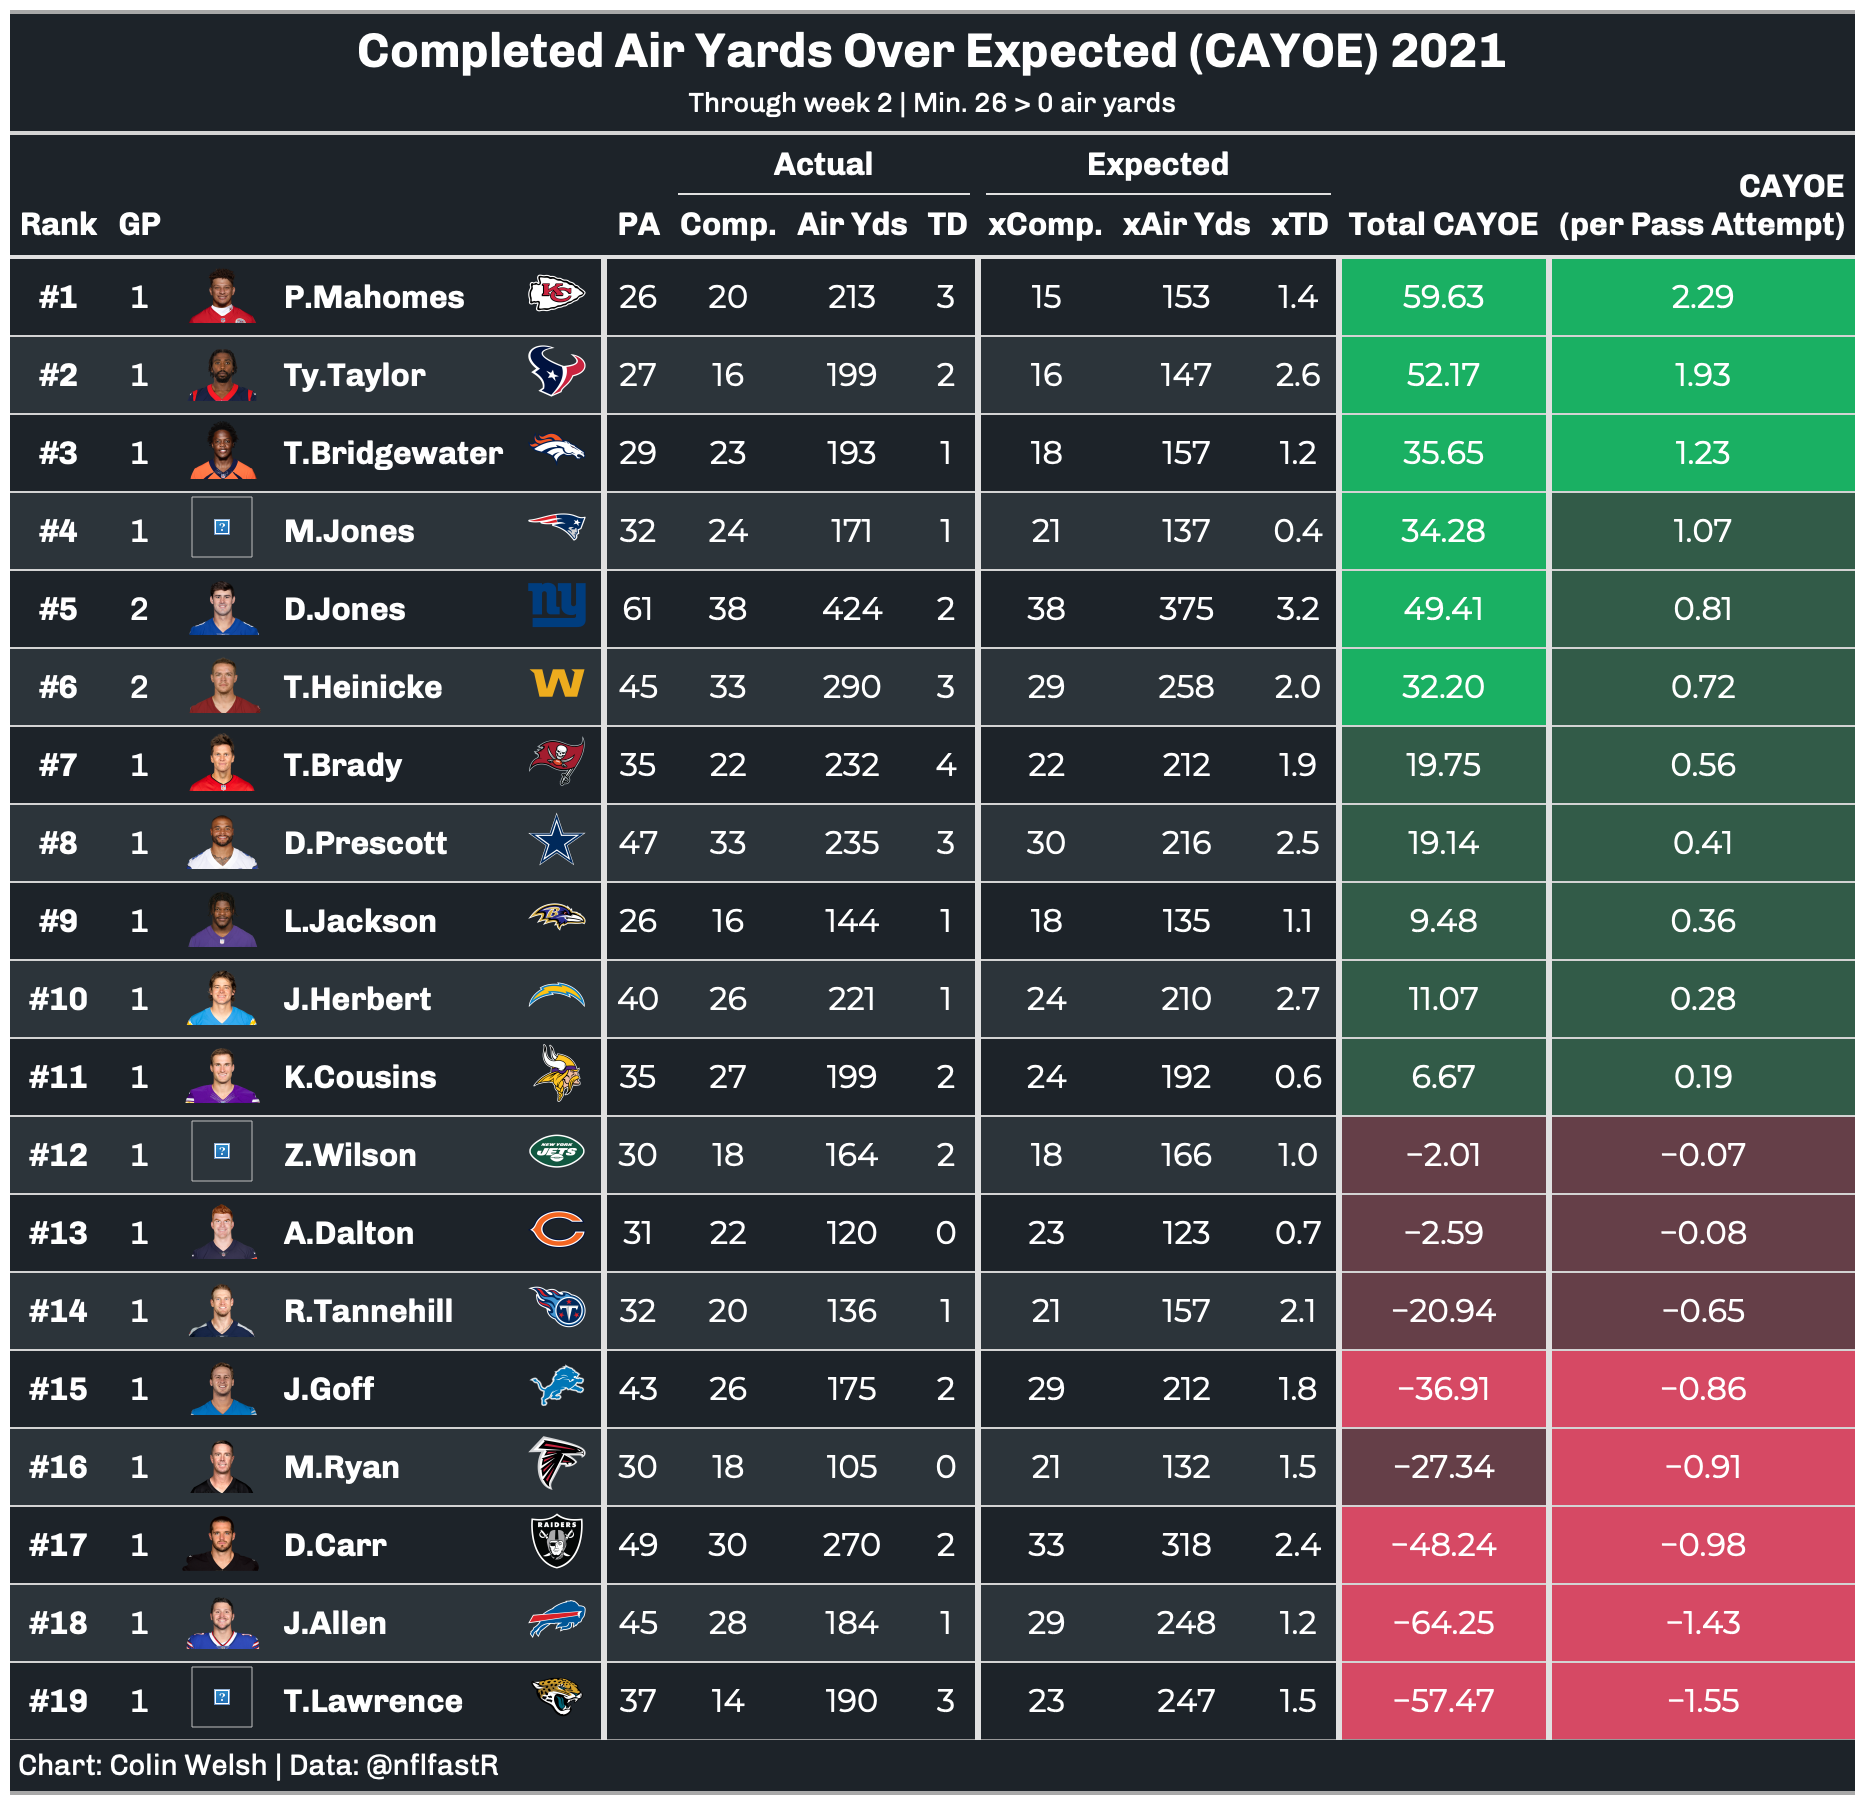 Completed Air Yards Over Expected (CAYOE) 2021
Through week 2 | Min. 26 > 0 air yards
Actual Expected
CAYOE
Rank GP PA Comp. Air Yds TD xComp. xAir Yds xTD Total CAYOE (per Pass Attempt)
#1 1 P.Mahomes KC 26 20 213 3 15 153 1.4 59.63 2.29
#2 1 Ty.Taylor 27 16 199 2 16 147 2.6 52.17 1.93
#3 1 T.Bridgewater 29 23 193 1 18 157 1.2 35.65 1.23
#4 1 M.Jones 32 24 171 1 21 137 0.4 34.28 1.07
#5 2 D.Jones ny 61 38 424 2 38 375 3.2 49.41 0.81
#6 2 T.Heinicke W 45 33 290 3 29 258 2.0 32.20 0.72
#7 1 T.Brady 35 22 232 4 22 212 1.9 19.75 0.56
#8 1 D.Prescott 47 33 235 3 30 216 2.5 19.14 0.41
#9 1 L.Jackson B 26 16 144 1 18 135 1.1 9.48 0.36
#10 1 J.Herbert 40 26 221 1 24 210 2.7 11.07 0.28
#11 1 K.Cousins 35 27 199 2 24 192 0.6 6.67 0.19
#12 1 Z.Wilson NEW YORK JETS 30 18 164 2 18 166 1.0 −2.01 −0.07
#13 1 A.Dalton C 31 22 120 0 23 123 0.7 −2.59 −0.08
#14 1 R.Tannehill T 32 20 136 1 21 157 2.1 −20.94 −0.65
#15 1 J.Goff 43 26 175 2 29 212 1.8 −36.91 −0.86
#16 1 M.Ryan 30 18 105 0 21 132 1.5 −27.34 −0.91
#17 1 D.Carr RAIDERS 49 30 270 2 33 318 2.4 −48.24 −0.98
#18 1 J.Allen 45 28 184 1 29 248 1.2 −64.25 −1.43
#19 1 T.Lawrence 37 14 190 3 23 247 1.5 −57.47 −1.55
Chart: Colin Welsh | Data: @nflfastR